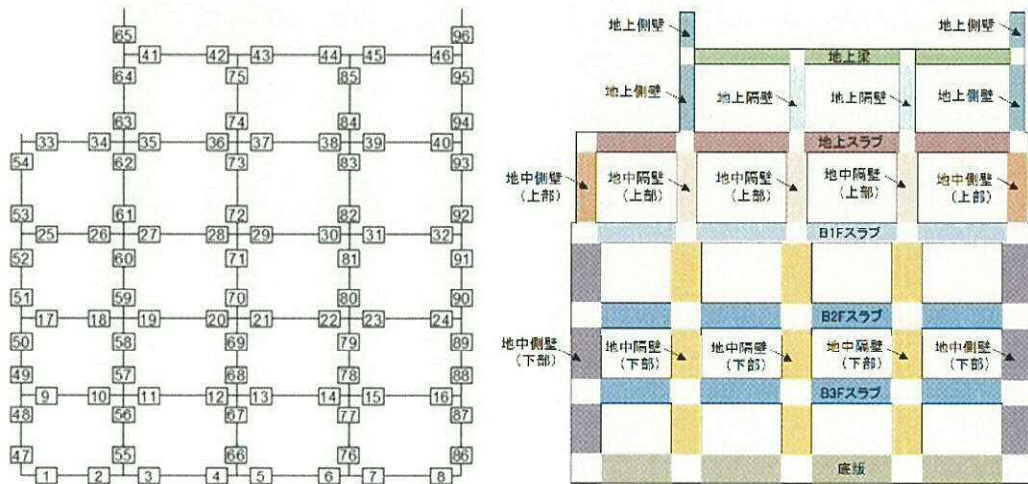 65 96
41 42 43 44 45 46
64 75 85 95
63 74 84 94
33 34 35 36 37 38 39 40
54 62 73 83 93
53 61 72 82 92
25 26 27 28 29 30 31 32
52 60 71 81 91
51 59 70 80 90
17 18 19 20 21 22 23 24
50 58 69 79 89
49 57 68 78 88
9 10 11 12 13 14 15 16
48 56 67 77 87
47 55 66 76 86
1 2 3 4 5 6 7 8
地上側壁 地上側壁
地上梁
地上側壁 地上隔壁 地上隔壁 地上側壁
地上スラブ
地中側壁 地中隔壁 地中隔壁 地中隔壁 地中側壁
(上部) (上部) (上部) (上部) (上部)
B1Fスラブ
B2Fスラブ
地中側壁 地中隔壁 地中隔壁 地中隔壁 地中側壁
(下部) (下部) (下部) (下部) (下部)
B3Fスラブ
底版